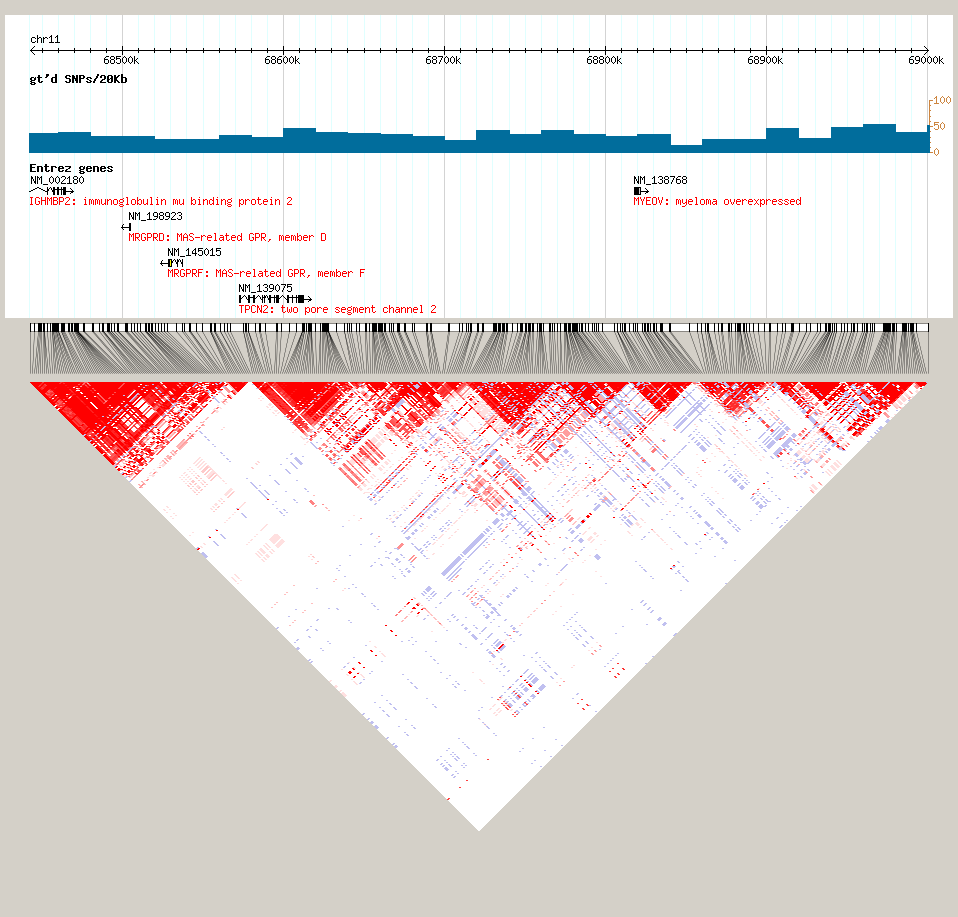 chr11
68500k 68600k 68700k 68800k 68900k 69000k
gt'd SNPs/20Kb
100
50
0
Entrez genes
NM_002180 NM_138768
IGHMBP2: immunoglobulin mu binding protein 2 MYEOV: myeloma overexpressed
NM_198923
MRGPRD: MAS-related GPR, member D
NM_145015
MRGPRF: MAS-related GPR, member F
NM_139075
TPCN2: two pore segment channel 2